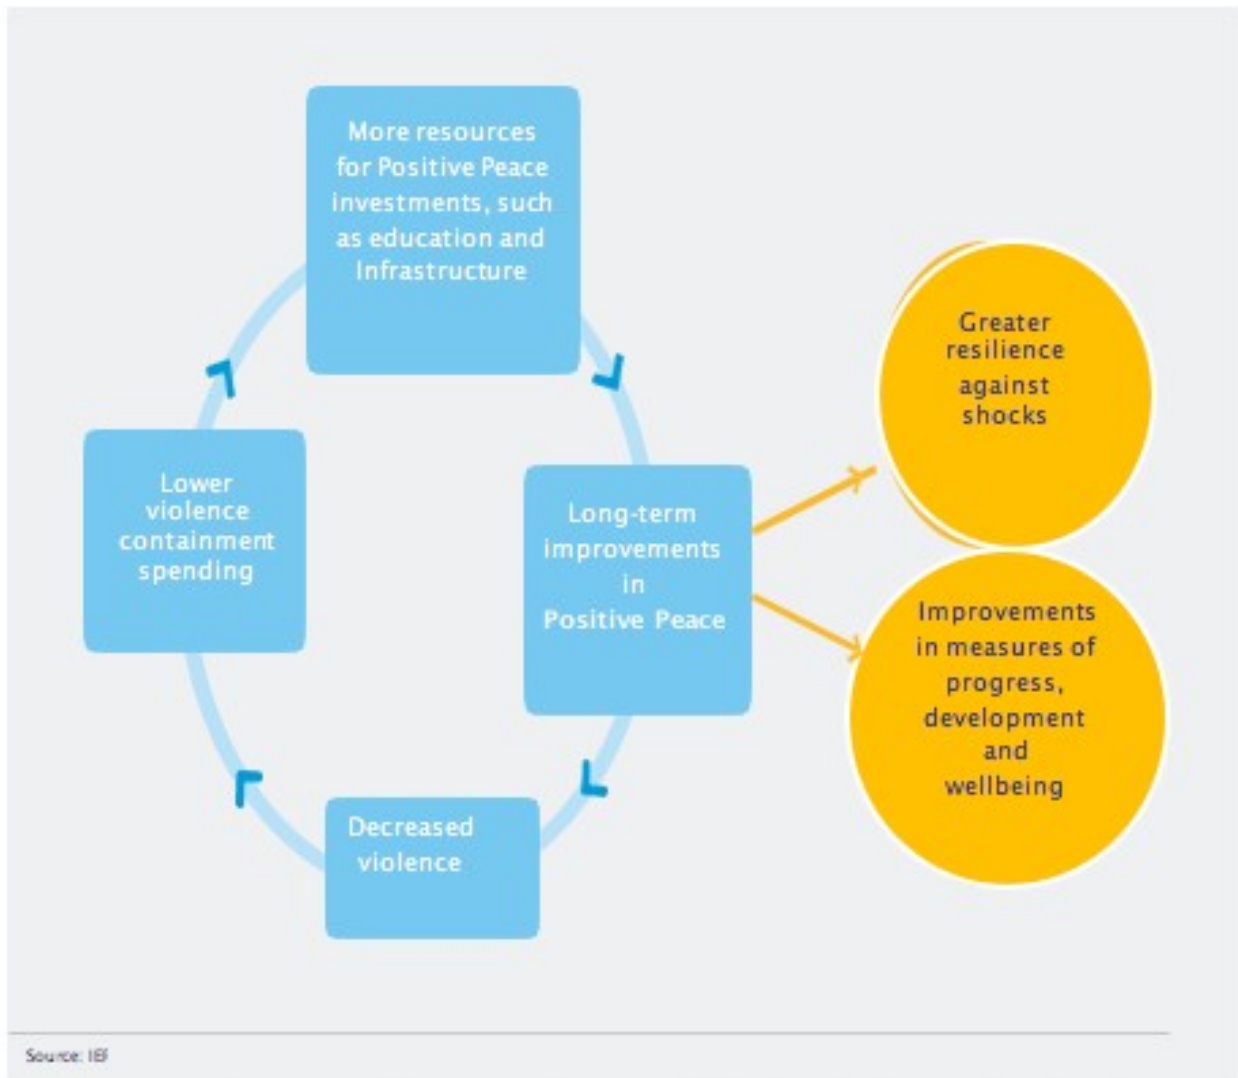 More resources
for Positive Peace
investments, such
as education and
Infrastructure
Greater
resilience
against
shocks
Lower
violence
containment
spending
Long-term
improvements
in
Positive Peace
Improvements
in measures of
progress,
development
and
wellbeing
Decreased
violence
Source: